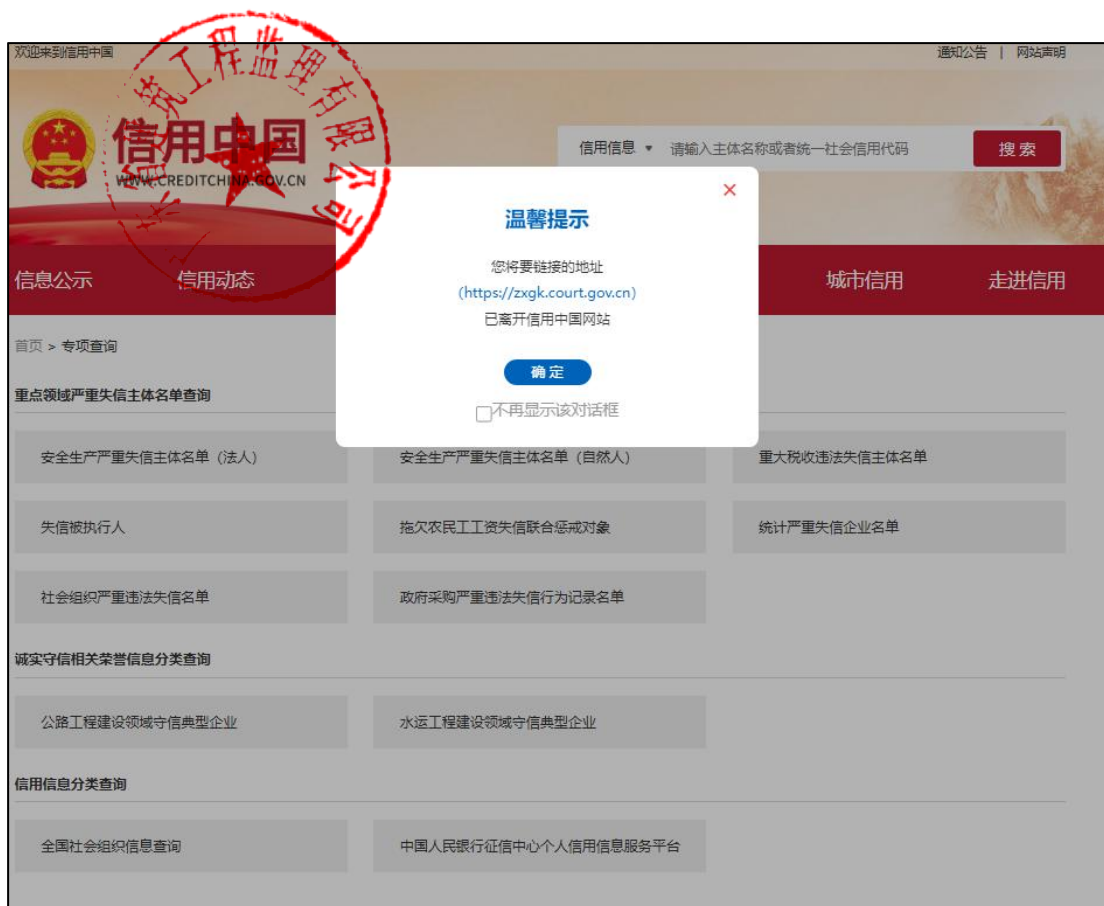 欢迎来到信用中国
通知公告 | 网站声明
信用中国
WWW.CREDITCHINA.GOV.CN
建筑工程监理有限公司
信用信息 请输入主体名称或者统一社会信用代码 搜索
信息公示 信用动态 城市信用 走进信用
温馨提示
您将要链接的地址
(https://zxgk.court.gov.cn)
已离开信用中国网站
确定
不再显示该对话框
首页 > 专项查询
重点领域严重失信主体名单查询
安全生产严重失信主体名单（法人） 安全生产严重失信主体名单（自然人） 重大税收违法失信主体名单
失信被执行人 拖欠农民工工资失信联合惩戒对象 统计严重失信企业名单
社会组织严重违法失信名单 政府采购严重违法失信行为记录名单
诚实守信相关荣誉信息分类查询
公路工程建设领域守信典型企业 水运工程建设领域守信典型企业
信用信息分类查询
全国社会组织信息查询 中国人民银行征信中心个人信用信息服务平台